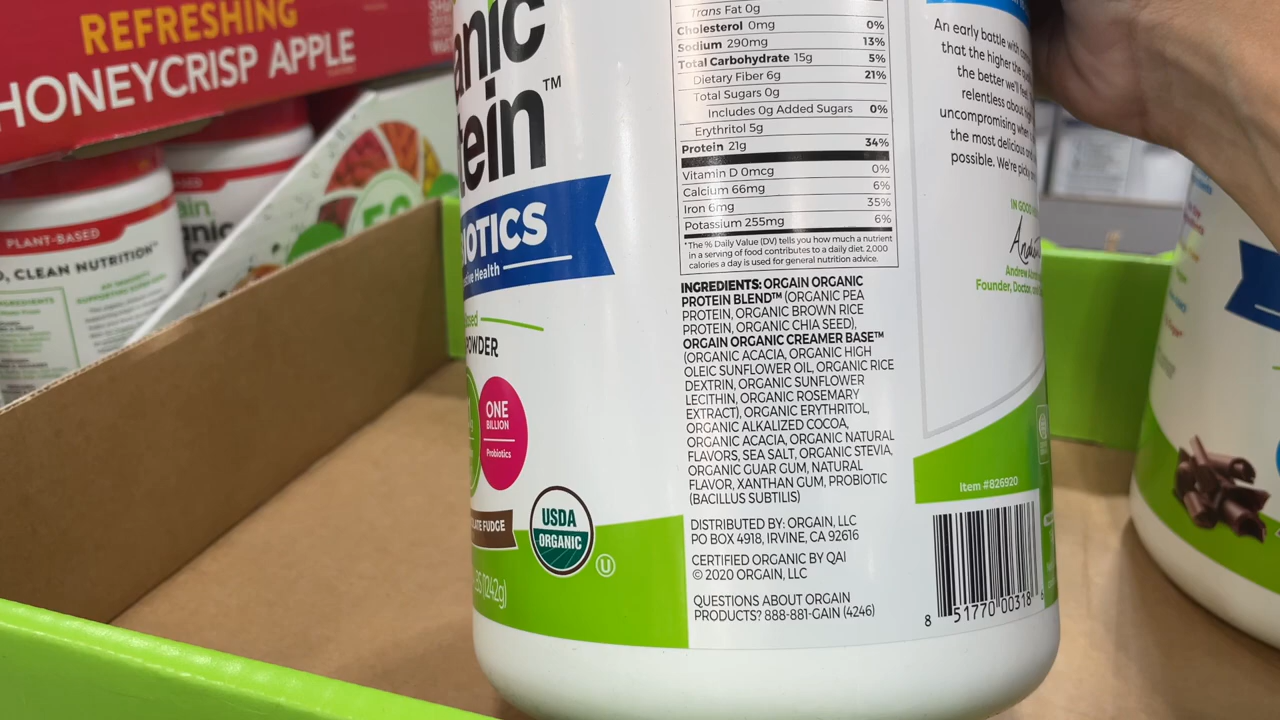 REFRESHING
HONEYCRISP APPLE
PLANT-BASED
CLEAN NUTRITION
OTICS
Health
POWDER
ONE
BILLION
Probiotics
USDA
ORGANIC
U
FUDGE
Trans Fat 0g
Cholesterol 0mg 0%
Sodium 290mg 13%
Total Carbohydrate 15g 5%
Dietary Fiber 6g 21%
Total Sugars 0g
Includes 0g Added Sugars 0%
Erythritol 5g
Protein 21g 34%
Vitamin D 0mcg 0%
Calcium 66mg 6%
Iron 6mg 35%
Potassium 255mg 6%
*The % Daily Value (DV) tells you how much a nutrient
in a serving of food contributes to a daily diet. 2,000
calories a day is used for general nutrition advice.
INGREDIENTS: ORGAIN ORGANIC
PROTEIN BLEND™ (ORGANIC PEA
PROTEIN, ORGANIC BROWN RICE
PROTEIN, ORGANIC CHIA SEED),
ORGAIN ORGANIC CREAMER BASE™
(ORGANIC ACACIA, ORGANIC HIGH
OLEIC SUNFLOWER OIL, ORGANIC RICE
DEXTRIN, ORGANIC SUNFLOWER
LECITHIN, ORGANIC ROSEMARY
EXTRACT), ORGANIC ERYTHRITOL,
ORGANIC ALKALIZED COCOA,
ORGANIC ACACIA, ORGANIC NATURAL
FLAVORS, SEA SALT, ORGANIC STEVIA,
ORGANIC GUAR GUM, NATURAL
FLAVOR, XANTHAN GUM, PROBIOTIC
(BACILLUS SUBTILIS)
DISTRIBUTED BY: ORGAIN, LLC
PO BOX 4918, IRVINE, CA 92616
CERTIFIED ORGANIC BY QAI
© 2020 ORGAIN, LLC
QUESTIONS ABOUT ORGAIN
PRODUCTS? 888-881-GAIN (4246)
An early battle with
that the higher the
the better we'll
relentless about
uncompromising
the most delicious
possible. We're
IN GOOD
Andrew
Founder, Doctor,
Item #826920
8 51770 00318 6